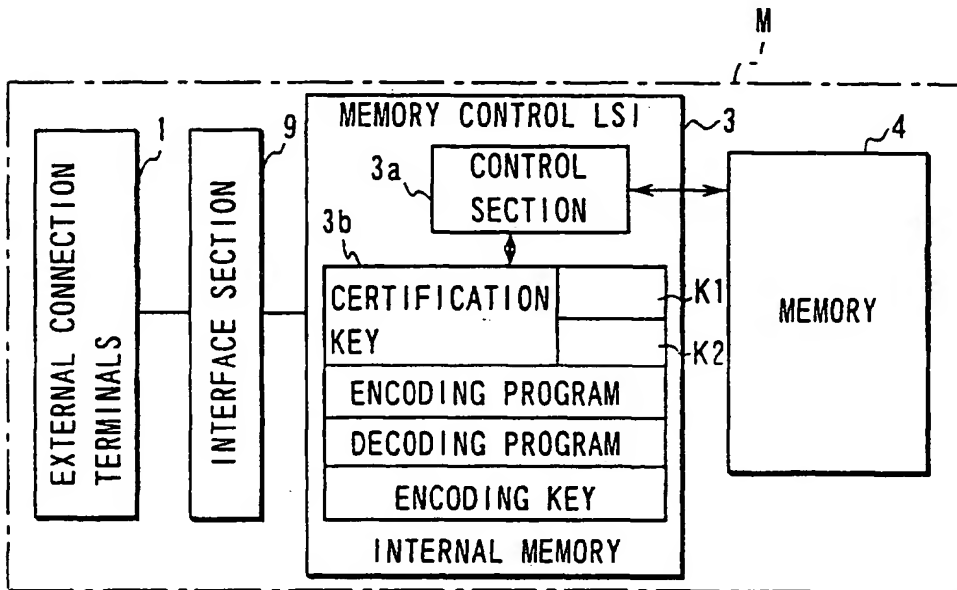 M
EXTERNAL CONNECTION
TERMINALS
1
INTERFACE SECTION
9
MEMORY CONTROL LSI
3
3a
CONTROL
SECTION
3b
CERTIFICATION
KEY
K1
K2
ENCODING PROGRAM
DECODING PROGRAM
ENCODING KEY
INTERNAL MEMORY
4
MEMORY